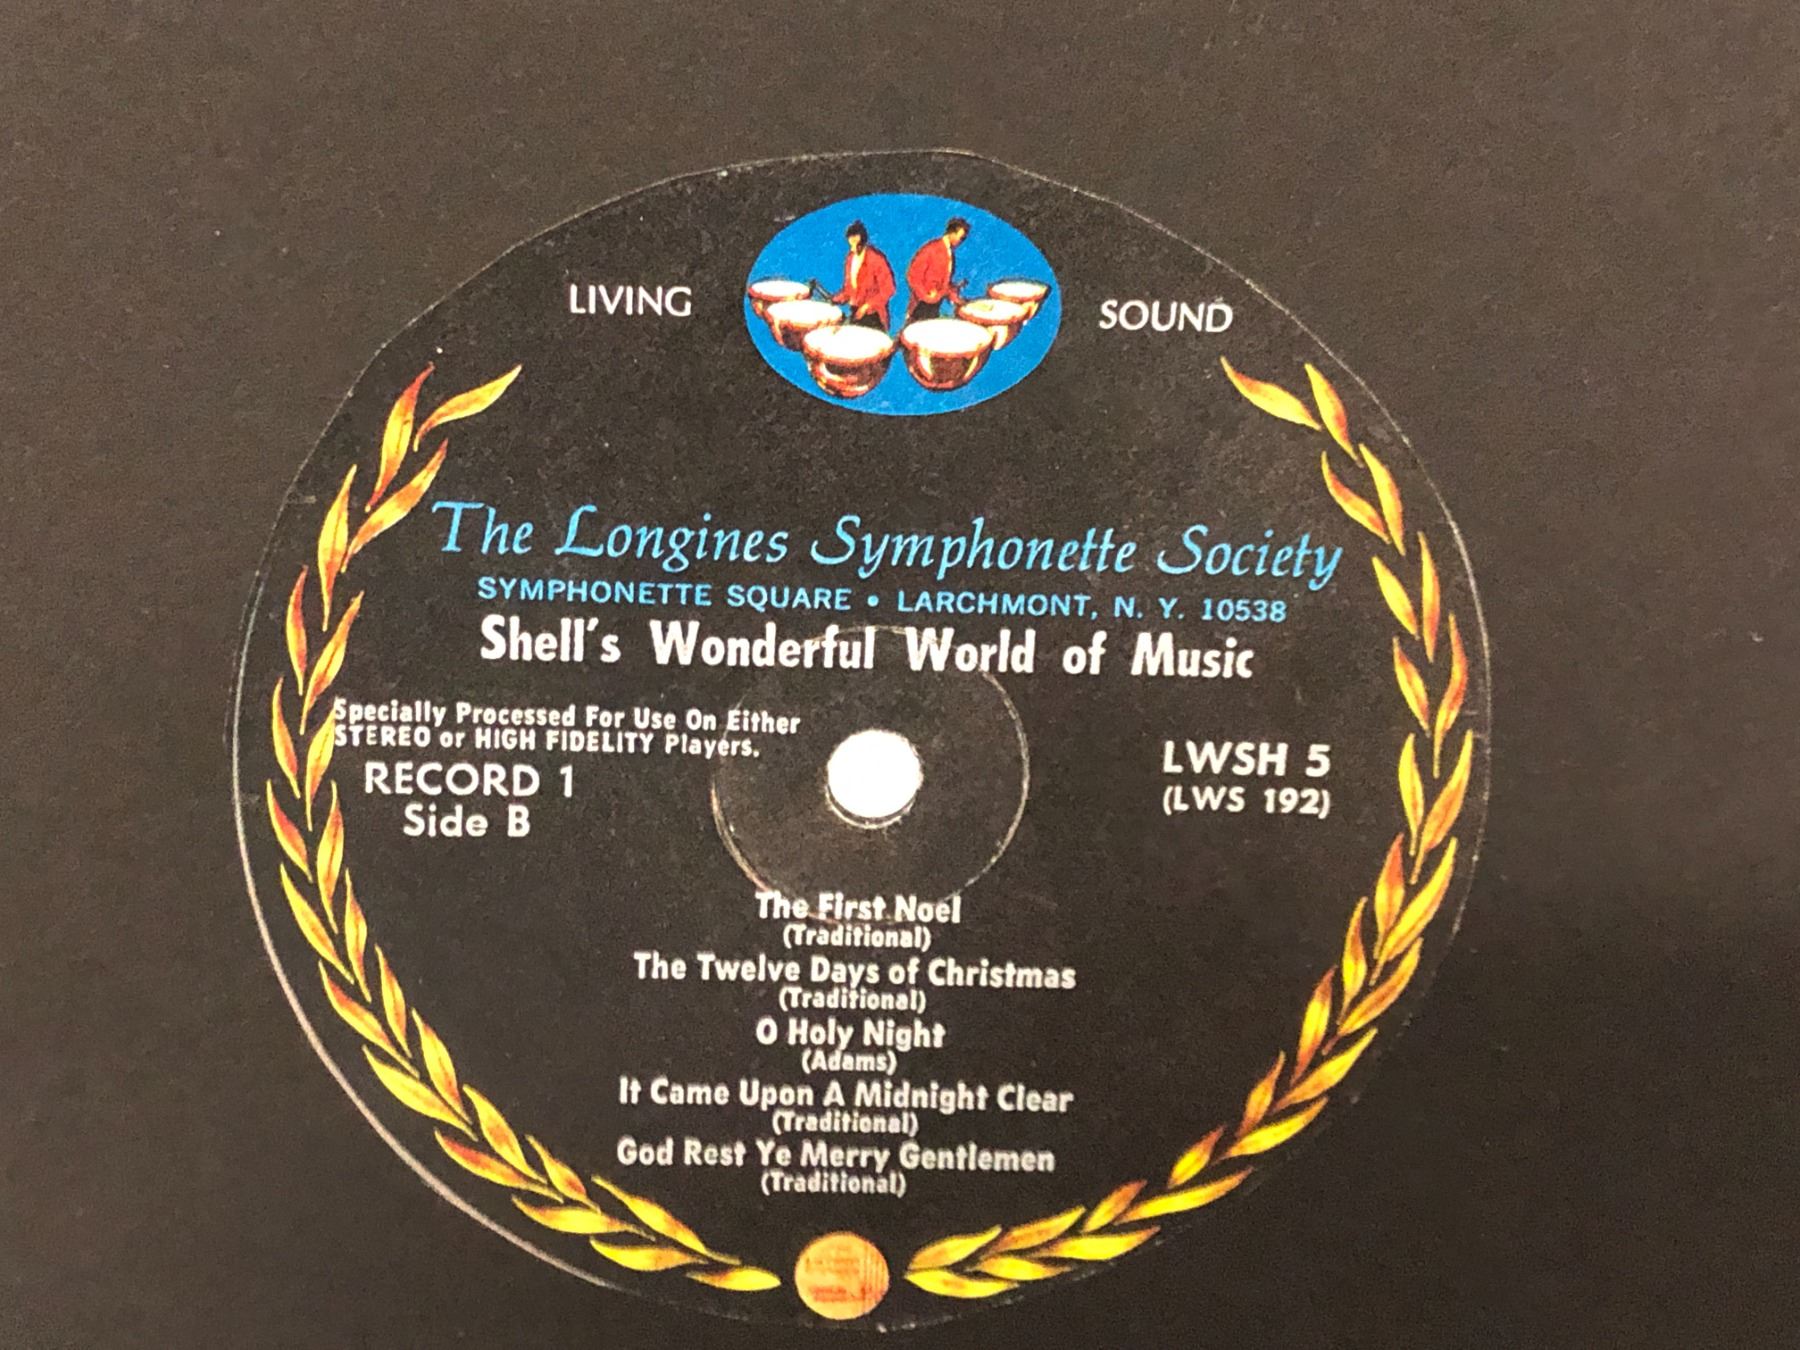 LIVING SOUND
The Longines Symphonette Society
SYMPHONETTE SQUARE • LARCHMONT, N. Y. 10538
Shell's Wonderful World of Music
Specially Processed For Use On Either
STEREO or HIGH FIDELITY Players.
RECORD 1
Side B
LWSH 5
(LWS 192)
The First Noel
(Traditional)
The Twelve Days of Christmas
(Traditional)
O Holy Night
(Adams)
It Came Upon A Midnight Clear
(Traditional)
God Rest Ye Merry Gentlemen
(Traditional)